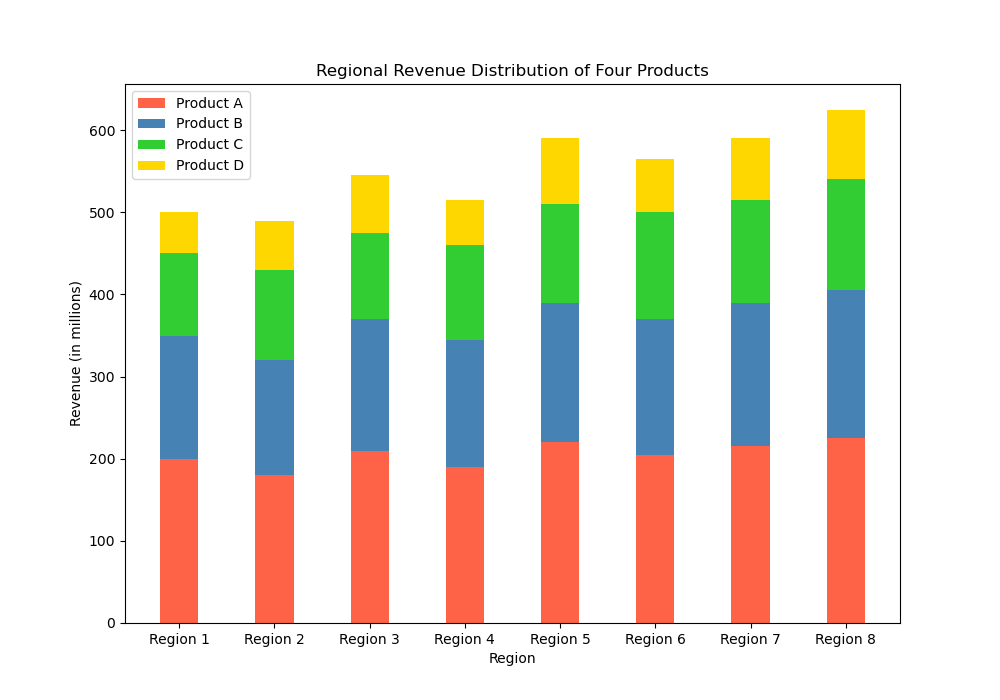 Regional Revenue Distribution of Four Products
Product A
Product B
Product C
Product D
Revenue (in millions)
600
500
400
300
200
100
0
Region 1 Region 2 Region 3 Region 4 Region 5 Region 6 Region 7 Region 8
Region